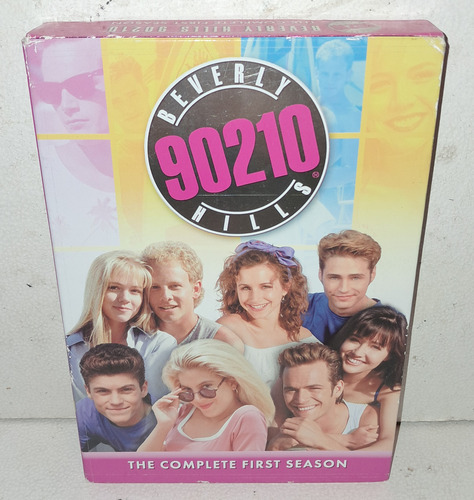 BEVERLY HILLS 90210
BEVERLY
90210
HILLS
®
THE COMPLETE FIRST SEASON